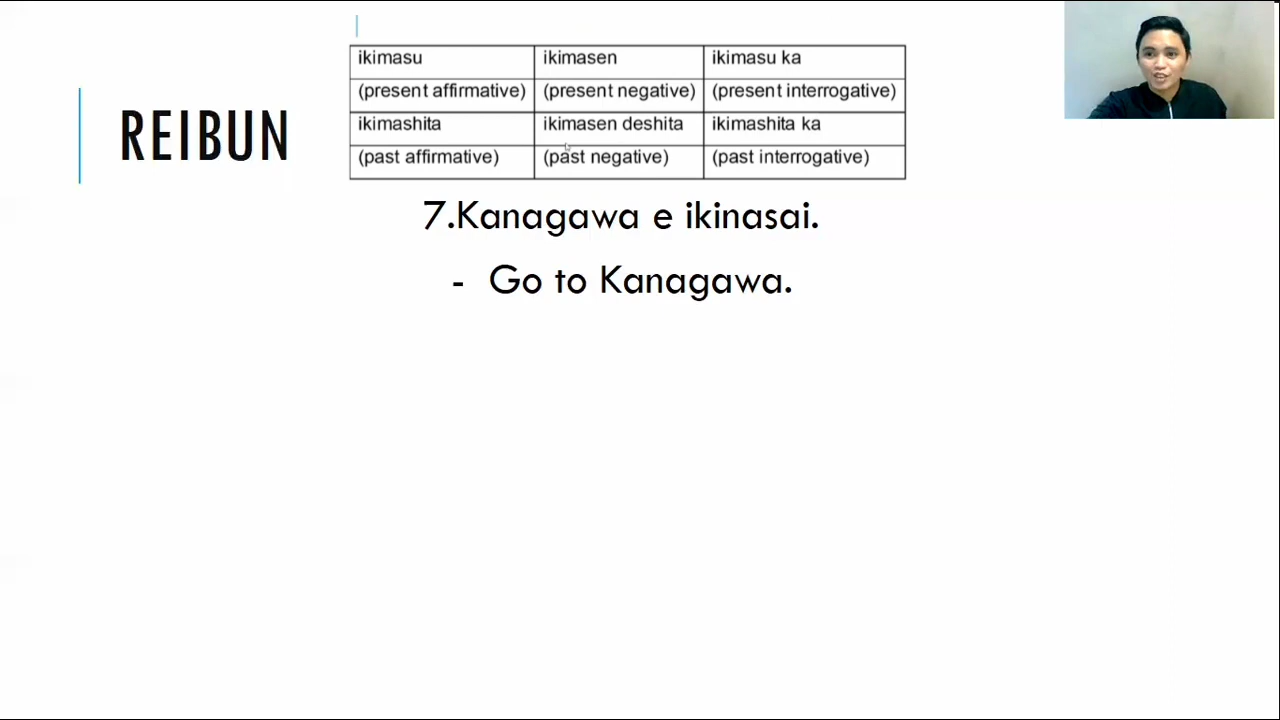 REIBUN
ikimasu ikimasen ikimasu ka
(present affirmative) (present negative) (present interrogative)
ikimashita ikimasen deshita ikimashita ka
(past affirmative) (past negative) (past interrogative)
7.Kanagawa e ikinasai.
- Go to Kanagawa.